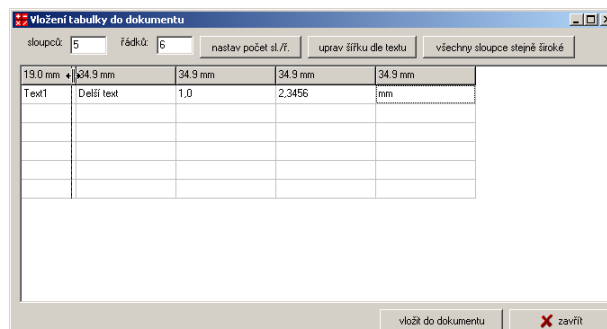 Vložení tabulky do dokumentu
sloupců: 5 řádků: 6 nastav počet sl./ř. uprav šířku dle textu všechny sloupce stejně široké
19.0 mm 34.9 mm 34.9 mm 34.9 mm 34.9 mm
Text1 Delší text 1,0 2,3456 mm
vložit do dokumentu zavřít